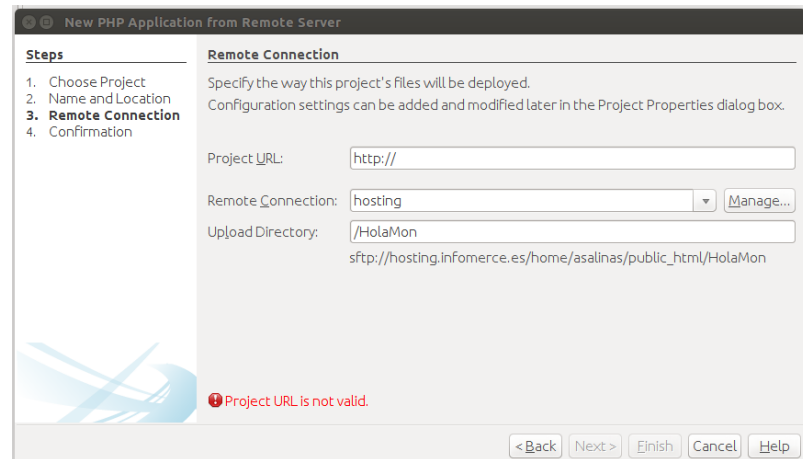 New PHP Application from Remote Server
Steps
1. Choose Project
2. Name and Location
3. Remote Connection
4. Confirmation
Remote Connection
Specify the way this project's files will be deployed.
Configuration settings can be added and modified later in the Project Properties dialog box.
Project URL: http://
Remote Connection: hosting Manage...
Upload Directory: /HolaMon
sftp://hosting.infomerce.es/home/asalinas/public_html/HolaMon
Project URL is not valid.
< Back Next > Finish Cancel Help